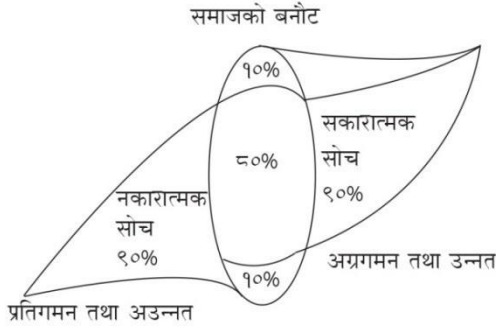 समाजको बनौट
१०%
सकारात्मक
सोच
९०%
८०%
नकारात्मक
सोच
९०%
१०%
अग्रगमन तथा उन्नत
प्रतिगमन तथा अउन्नत